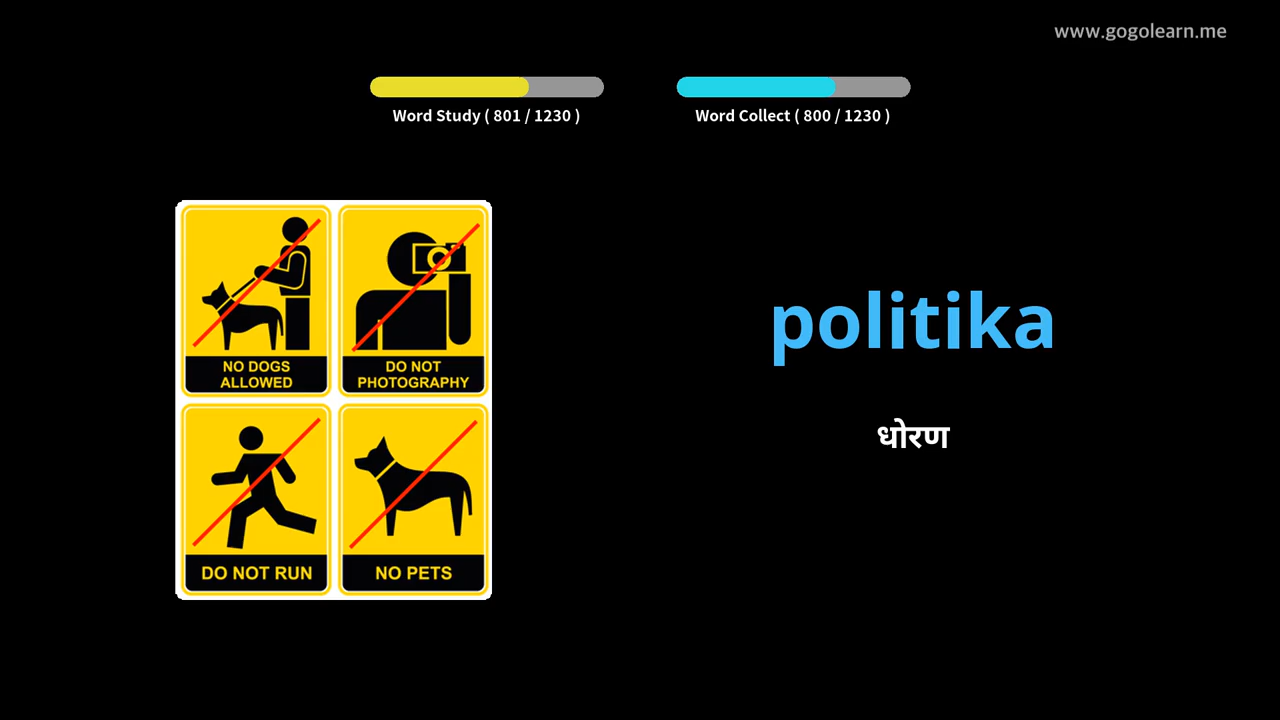 www.gogolearn.me
Word Study ( 801 / 1230 )
Word Collect ( 800 / 1230 )
NO DOGS
ALLOWED
DO NOT
PHOTOGRAPHY
DO NOT RUN
NO PETS
politika
धोरण